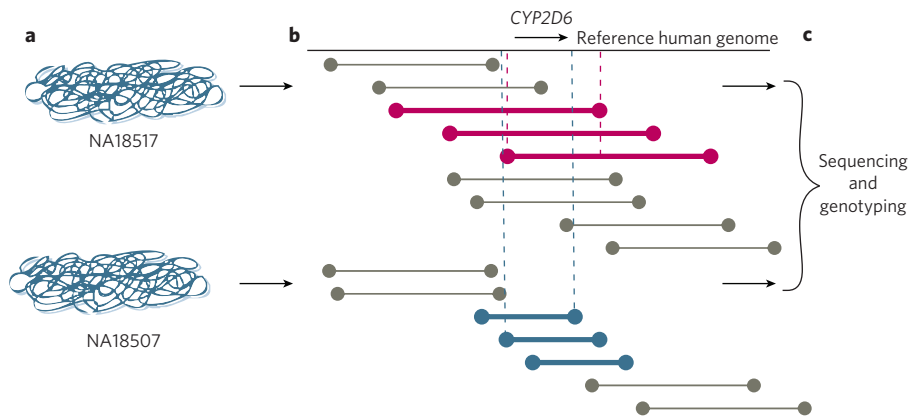 a
b
CYP2D6
Reference human genome
c
NA18517
Sequencing
and
genotyping
NA18507